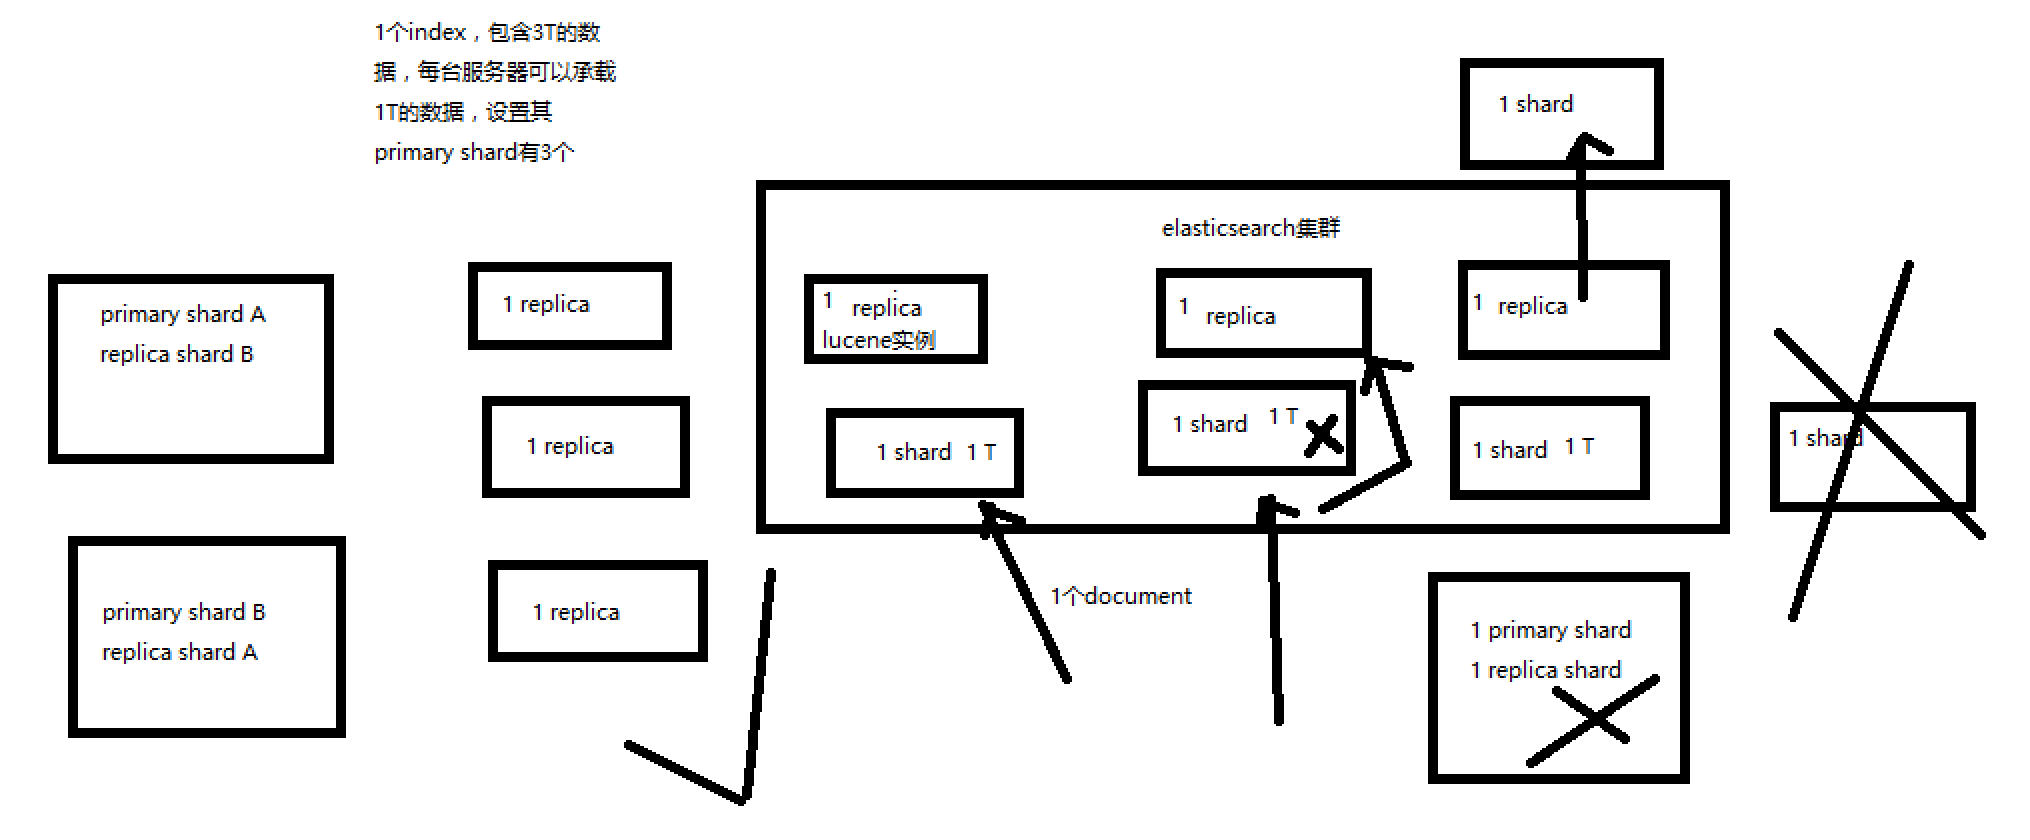 1个index，包含3T的数
据，每台服务器可以承载
1T的数据，设置其
primary shard有3个
1 shard
elasticsearch集群
primary shard A
replica shard B
1 replica
1 replica
lucene实例
1 replica
1 replica
1 replica
1 shard 1 T
1 shard 1 T
1 shard 1 T
1 shard
primary shard B
replica shard A
1 replica
1个document
1 primary shard
1 replica shard